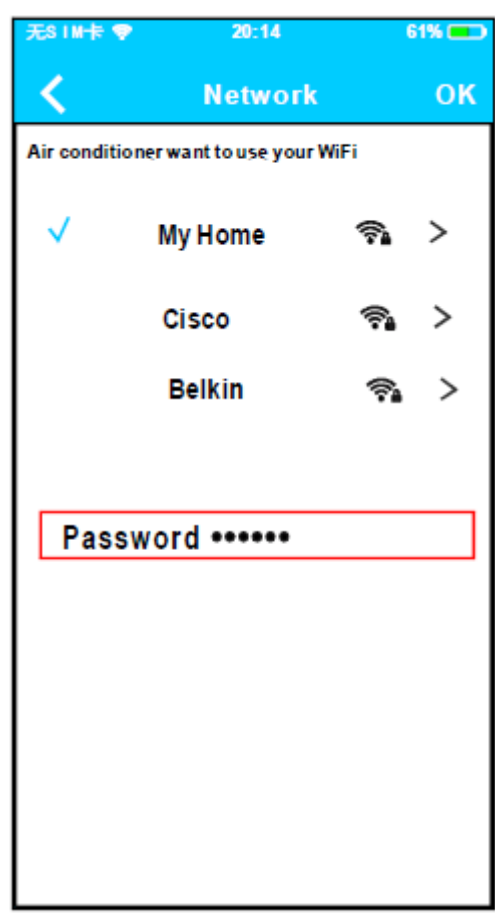 无SIM卡 20:14 61%
Network OK
Air conditioner want to use your WiFi
My Home
Cisco
Belkin
Password ••••••